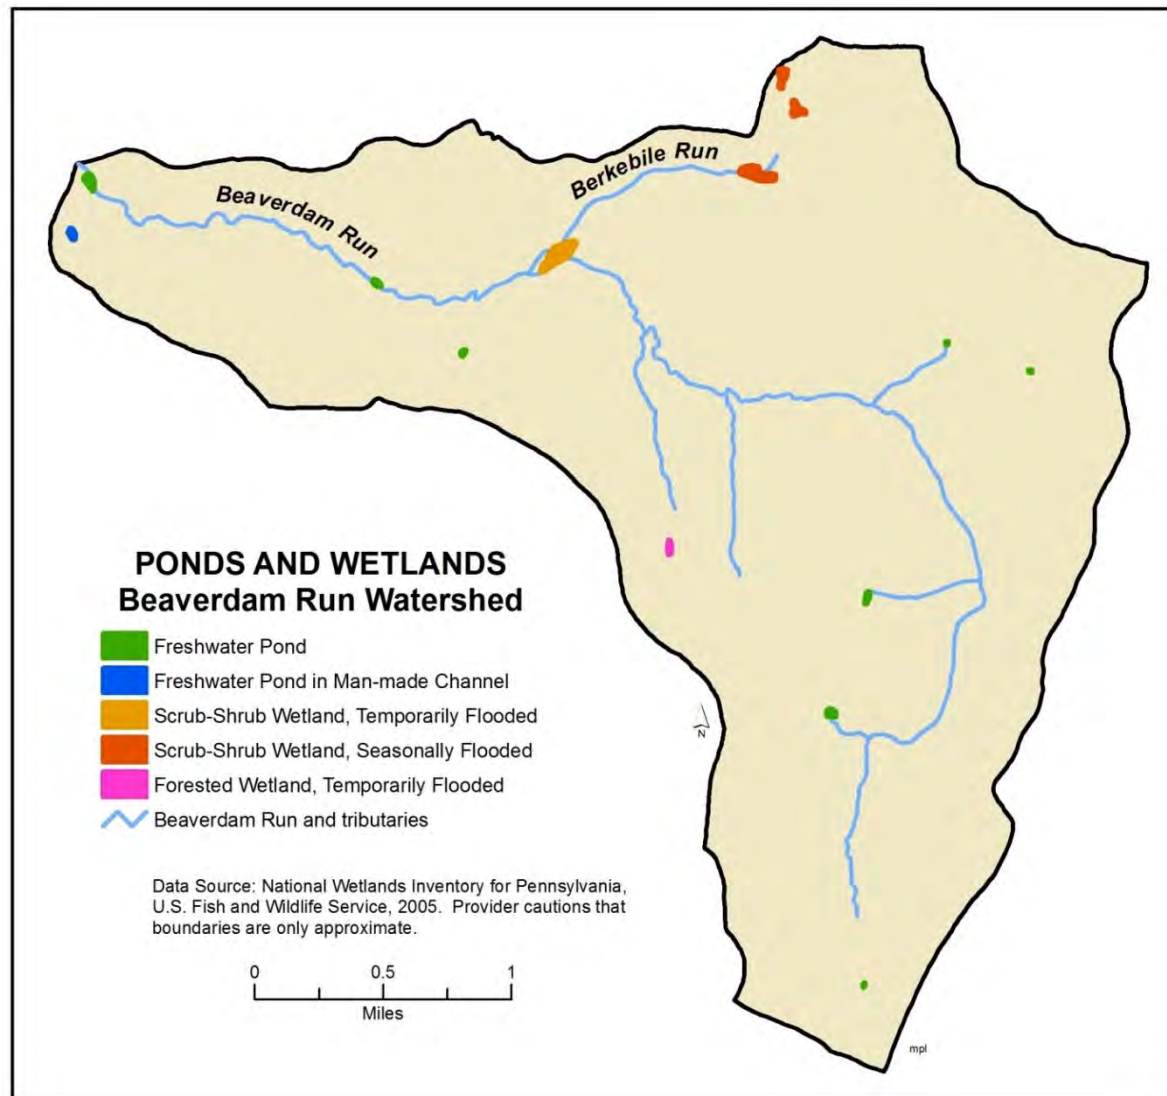 Beaverdam Run
Berkebile Run
PONDS AND WETLANDS
Beaverdam Run Watershed
Freshwater Pond
Freshwater Pond in Man-made Channel
Scrub-Shrub Wetland, Temporarily Flooded
Scrub-Shrub Wetland, Seasonally Flooded
Forested Wetland, Temporarily Flooded
Beaverdam Run and tributaries
N
Data Source: National Wetlands Inventory for Pennsylvania,
U.S. Fish and Wildlife Service, 2005. Provider cautions that
boundaries are only approximate.
0 0.5 1
Miles
mpl